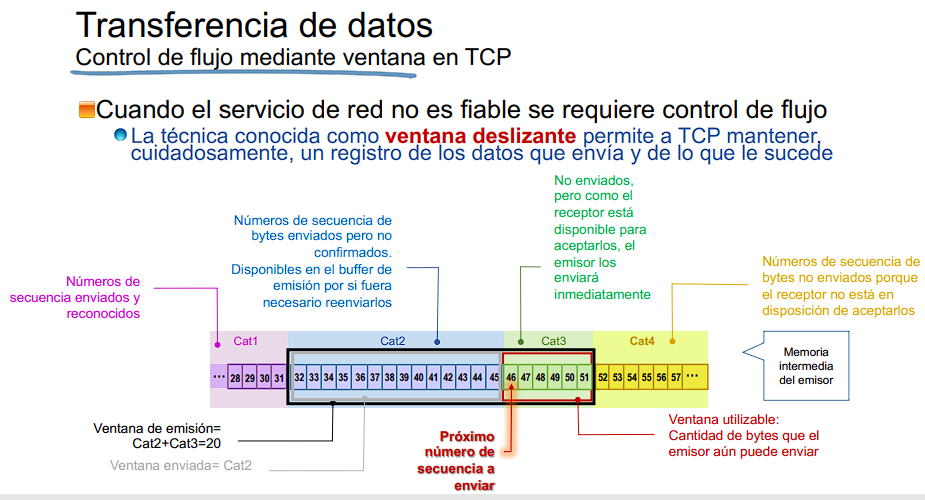 Transferencia de datos
Control de flujo mediante ventana en TCP
Cuando el servicio de red no es fiable se requiere control de flujo
La técnica conocida como ventana deslizante permite a TCP mantener,
cuidadosamente, un registro de los datos que envía y de lo que le sucede
No enviados,
pero como el
receptor está
disponible para
aceptarlos, el
emisor los
enviará
inmediatamente
Números de secuencia de
bytes enviados pero no
confirmados.
Disponibles en el buffer de
emisión por si fuera
necesario reenviarlos
Números de secuencia de
bytes no enviados porque
el receptor no está en
disposición de aceptarlos
Números de
secuencia enviados y
reconocidos
Cat1 Cat2 Cat3 Cat4
Memoria
intermedia
del emisor
... 28 29 30 31 32 33 34 35 36 37 38 39 40 41 42 43 44 45 46 47 48 49 50 51 52 53 54 55 56 57 ...
Ventana de emisión=
Cat2+Cat3=20
Ventana enviada= Cat2
Próximo
número de
secuencia a
enviar
Ventana utilizable:
Cantidad de bytes que el
emisor aún puede enviar